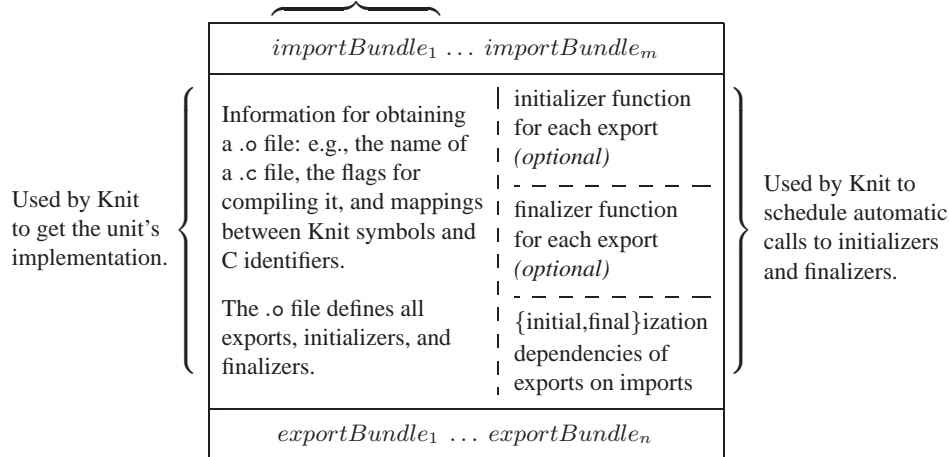 importBundle₁ … importBundleₘ
Used by Knit
to get the unit's
implementation.
Information for obtaining
a .o file: e.g., the name of
a .c file, the flags for
compiling it, and mappings
between Knit symbols and
C identifiers.
The .o file defines all
exports, initializers, and
finalizers.
initializer function
for each export
(optional)
finalizer function
for each export
(optional)
{initial,final}ization
dependencies of
exports on imports
Used by Knit to
schedule automatic
calls to initializers
and finalizers.
exportBundle₁ … exportBundleₙ